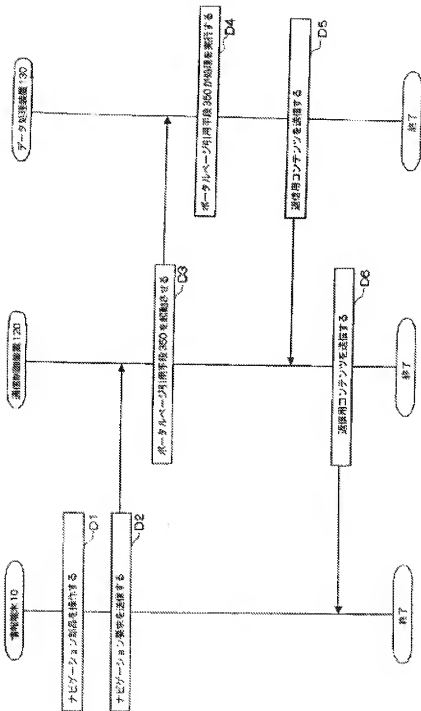 情報端末10
通信制御装置120
データ処理装置130
ナビゲーション部品を操作する
D1
ナビゲーション要求を送信する
D2
ポータルページ引用手段350を起動させる
D3
ポータルページ引用手段350が処理を実行する
D4
返信用コンテンツを送信する
D5
返信用コンテンツを送信する
D6
終了
終了
終了